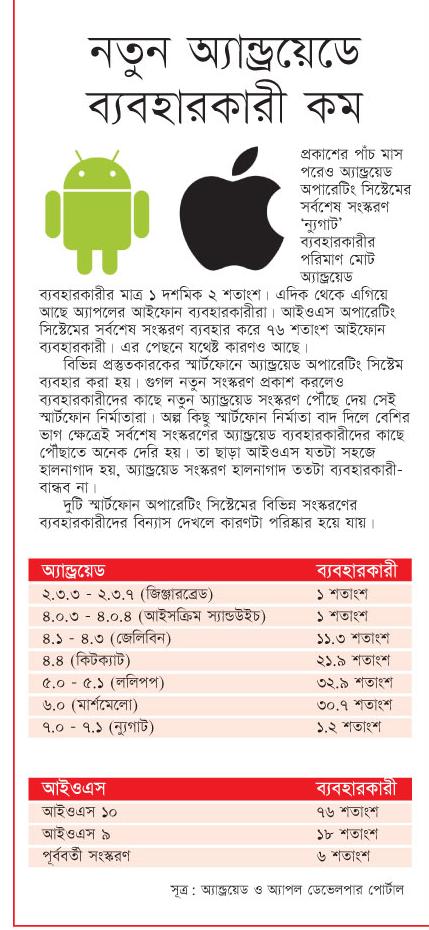 নতুন অ্যান্ড্রয়েডে
ব্যবহারকারী কম
প্রকাশের পাঁচ মাস
পরেও অ্যান্ড্রয়েড
অপারেটিং সিস্টেমের
সর্বশেষ সংস্করণ
‘ন্যুগাট’
ব্যবহারকারীর
পরিমাণ মোট
অ্যান্ড্রয়েড
ব্যবহারকারীর মাত্র ১ দশমিক ২ শতাংশ। এদিক থেকে এগিয়ে
আছে অ্যাপলের আইফোন ব্যবহারকারীরা। আইওএস অপারেটিং
সিস্টেমের সর্বশেষ সংস্করণ ব্যবহার করে ৭৬ শতাংশ আইফোন
ব্যবহারকারী। এর পেছনে যথেষ্ট কারণও আছে।
বিভিন্ন প্রস্তুতকারকের স্মার্টফোনে অ্যান্ড্রয়েড অপারেটিং সিস্টেম
ব্যবহার করা হয়। গুগল নতুন সংস্করণ প্রকাশ করলেও
ব্যবহারকারীদের কাছে নতুন অ্যান্ড্রয়েড সংস্করণ পৌঁছে দেয় সেই
স্মার্টফোন নির্মাতারা। অল্প কিছু স্মার্টফোন নির্মাতা বাদ দিলে বেশির
ভাগ ক্ষেত্রেই সর্বশেষ সংস্করণের অ্যান্ড্রয়েড ব্যবহারকারীদের কাছে
পৌঁছাতে অনেক দেরি হয়। তা ছাড়া আইওএস যতটা সহজে
হালনাগাদ হয়, অ্যান্ড্রয়েড সংস্করণ হালনাগাদ ততটা ব্যবহারকারী-
বান্ধব না।
দুটি স্মার্টফোন অপারেটিং সিস্টেমের বিভিন্ন সংস্করণের
ব্যবহারকারীদের বিন্যাস দেখলে কারণটা পরিষ্কার হয়ে যায়।
অ্যান্ড্রয়েড ব্যবহারকারী
২.৩.৩ - ২.৩.৭ (জিঞ্জারব্রেড) ১ শতাংশ
৪.০.৩ - ৪.০.৪ (আইসক্রিম স্যান্ডউইচ) ১ শতাংশ
৪.১ - ৪.৩ (জেলিবিন) ১১.৩ শতাংশ
৪.৪ (কিটক্যাট) ২১.৯ শতাংশ
৫.০ - ৫.১ (ললিপপ) ৩২.৯ শতাংশ
৬.০ (মার্শমেলো) ৩০.৭ শতাংশ
৭.০ - ৭.১ (ন্যুগাট) ১.২ শতাংশ
আইওএস ব্যবহারকারী
আইওএস ১০ ৭৬ শতাংশ
আইওএস ৯ ১৮ শতাংশ
পূর্ববর্তী সংস্করণ ৬ শতাংশ
সূত্র : অ্যান্ড্রয়েড ও অ্যাপল ডেভেলপার পোর্টাল